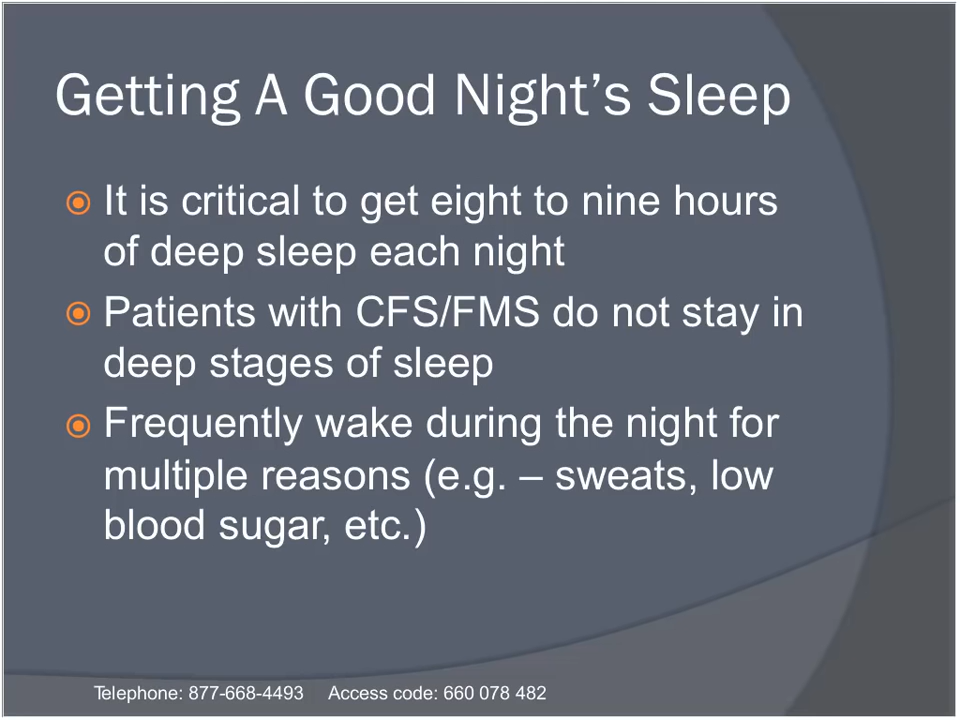 Getting A Good Night’s Sleep
It is critical to get eight to nine hours
of deep sleep each night
Patients with CFS/FMS do not stay in
deep stages of sleep
Frequently wake during the night for
multiple reasons (e.g. – sweats, low
blood sugar, etc.)
Telephone: 877-668-4493 Access code: 660 078 482